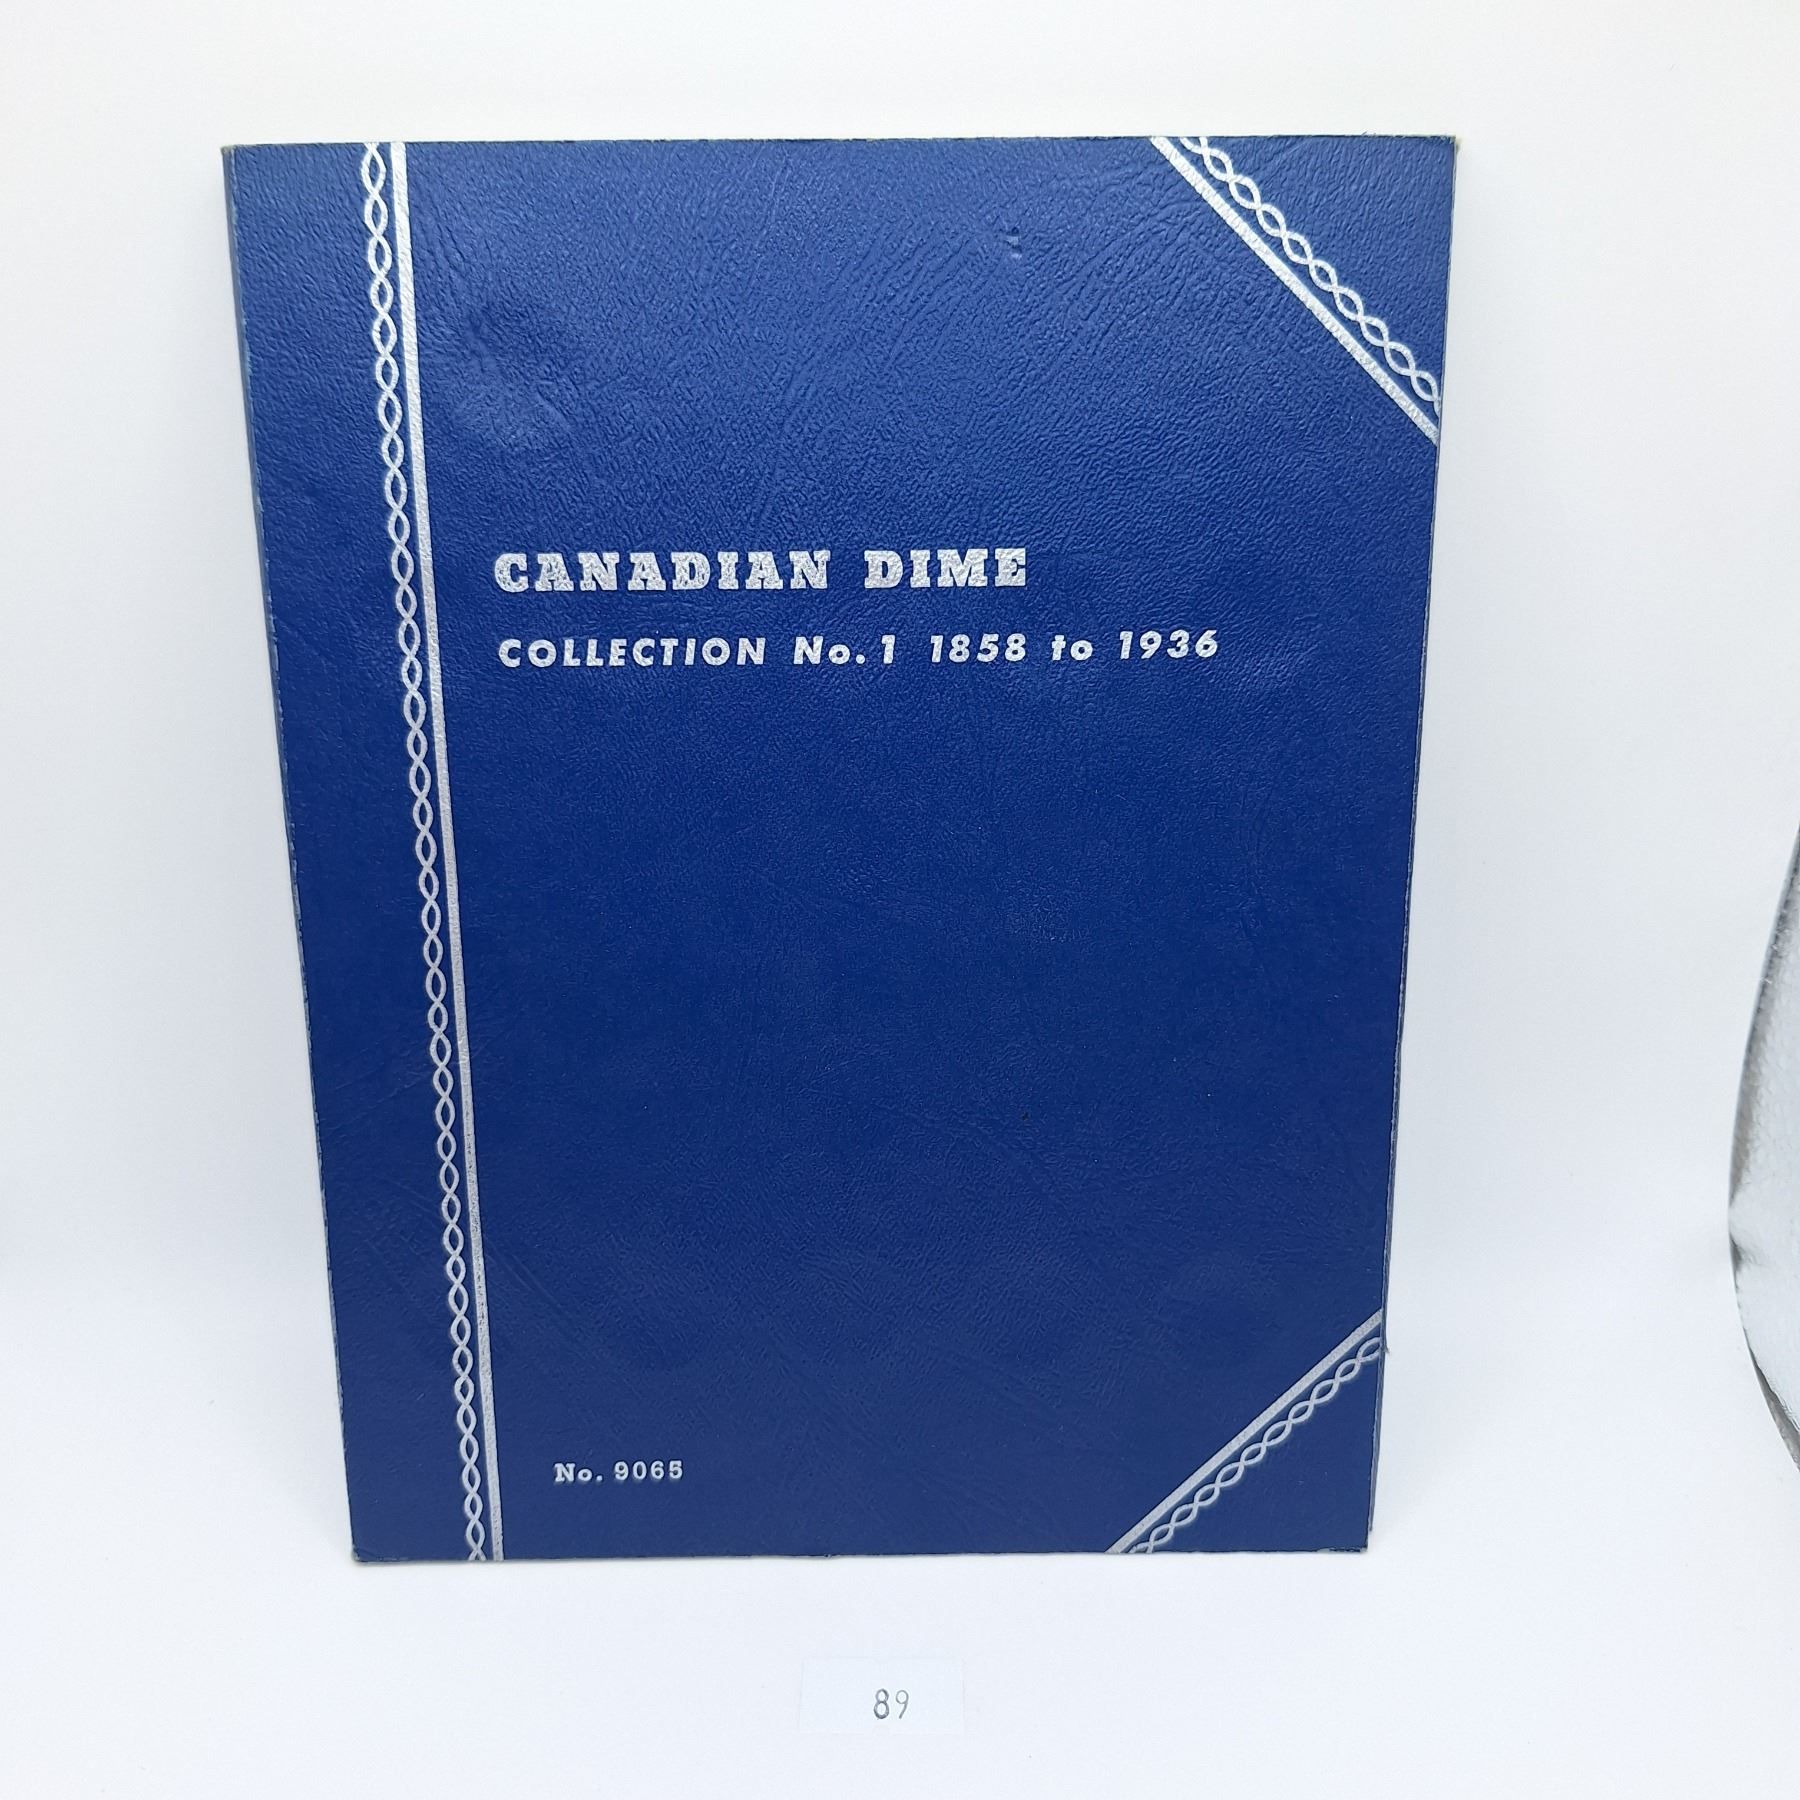 CANADIAN DIME
COLLECTION No. 1 1858 to 1936
No. 9065
89